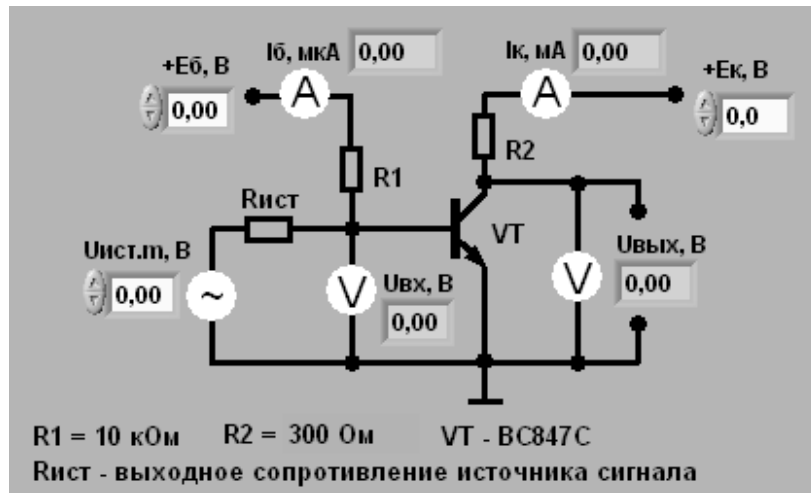 Iб, мкА 0,00
Iк, мА 0,00
+Eб, В
0,00
+Eк, В
0,0
A
A
R1
R2
Rист
VT
Uист.m, В
0,00
~
V
Uвх, В
0,00
V
Uвых, В
0,00
R1 = 10 кОм R2 = 300 Ом VT - BC847C
Rист - выходное сопротивление источника сигнала